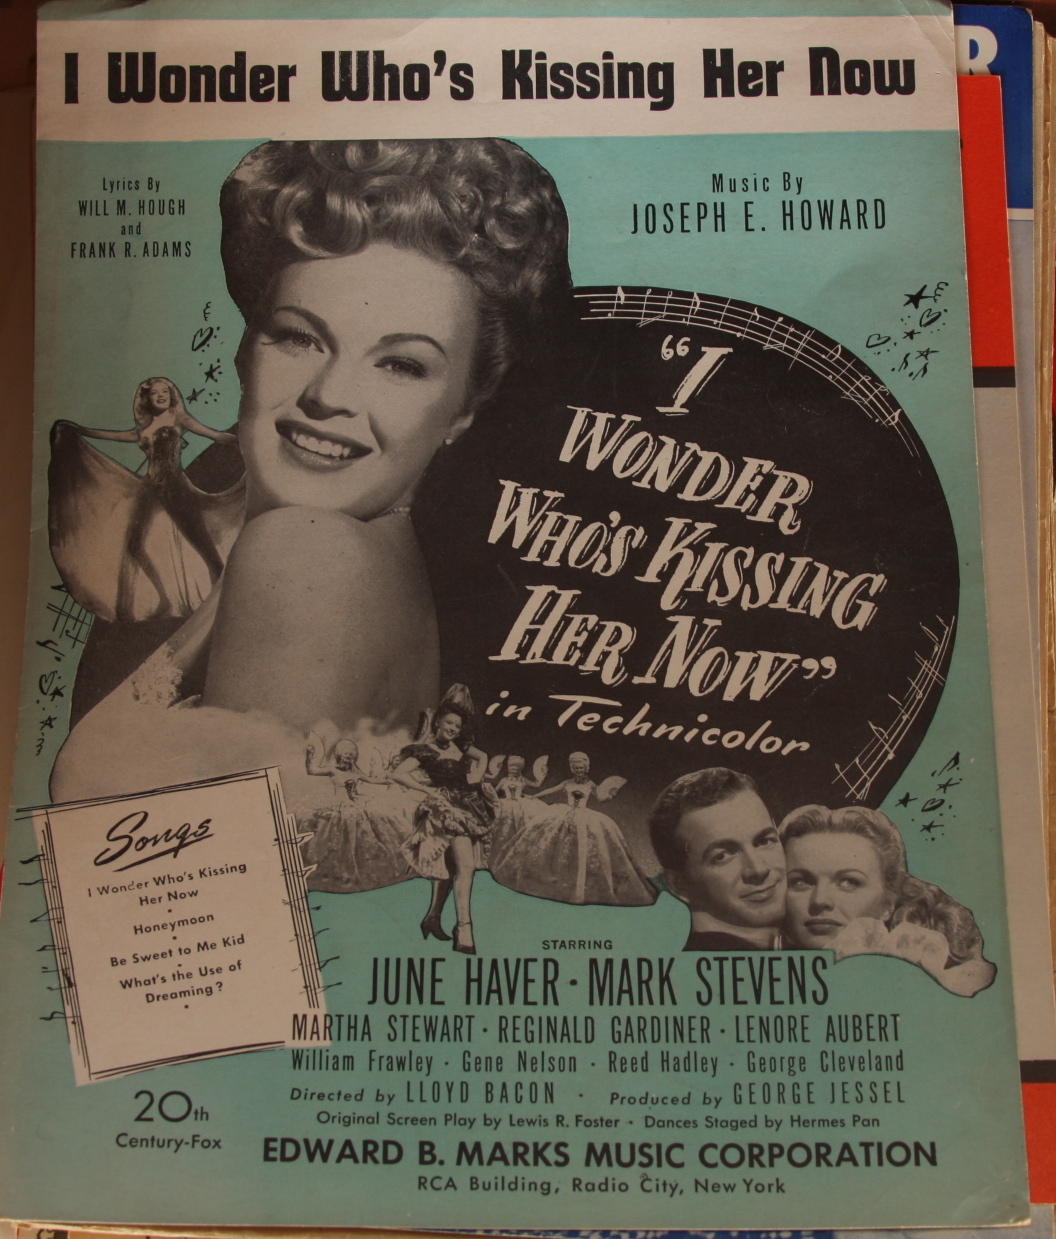 I Wonder Who's Kissing Her Now
Lyrics By
WILL M. HOUGH
and
FRANK R. ADAMS
Music By
JOSEPH E. HOWARD
"I
WONDER
WHO'S KISSING
HER NOW"
in Technicolor
Songs
I Wonder Who's Kissing
Her Now
Honeymoon
Be Sweet to Me Kid
What's the Use of
Dreaming?
STARRING
JUNE HAVER · MARK STEVENS
MARTHA STEWART · REGINALD GARDINER · LENORE AUBERT
William Frawley · Gene Nelson · Reed Hadley · George Cleveland
Directed by LLOYD BACON · Produced by GEORGE JESSEL
Original Screen Play by Lewis R. Foster · Dances Staged by Hermes Pan
20th
Century-Fox
EDWARD B. MARKS MUSIC CORPORATION
RCA Building, Radio City, New York
R